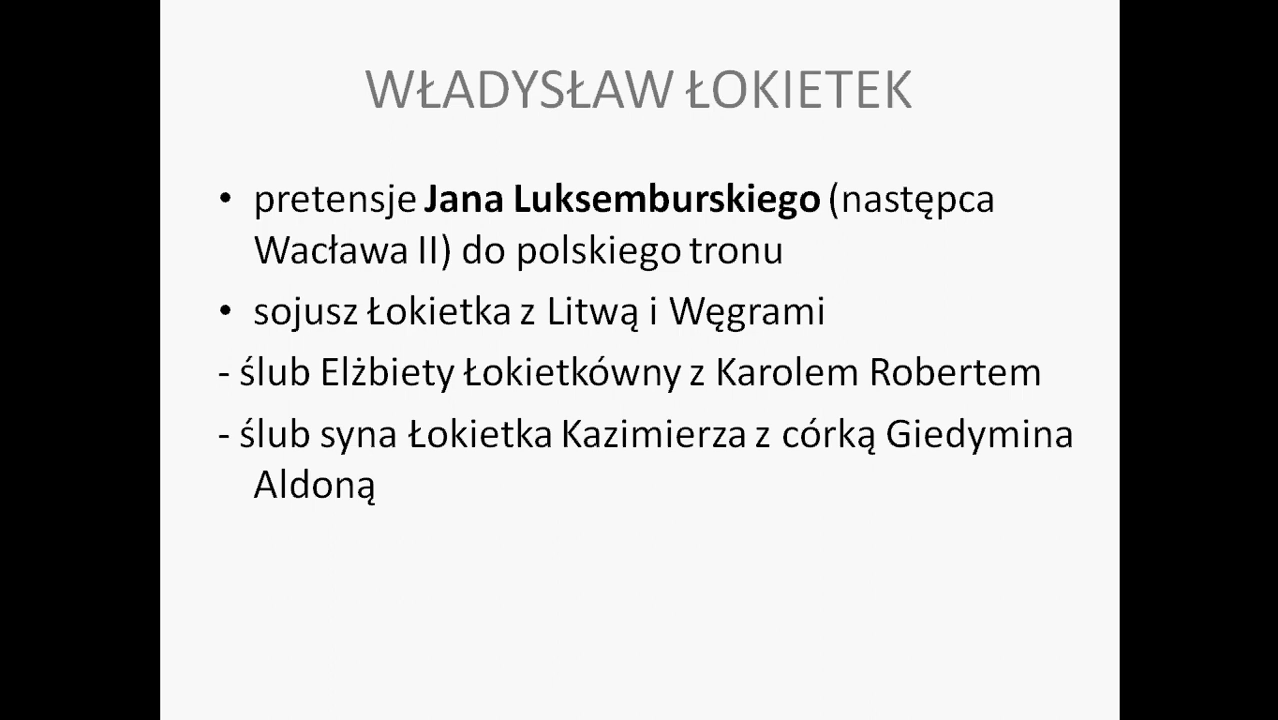 WŁADYSŁAW ŁOKIETEK
• pretensje Jana Luksemburskiego (następca
Wacława II) do polskiego tronu
• sojusz Łokietka z Litwą i Węgrami
- ślub Elżbiety Łokietkówny z Karolem Robertem
- ślub syna Łokietka Kazimierza z córką Giedymina
Aldoną